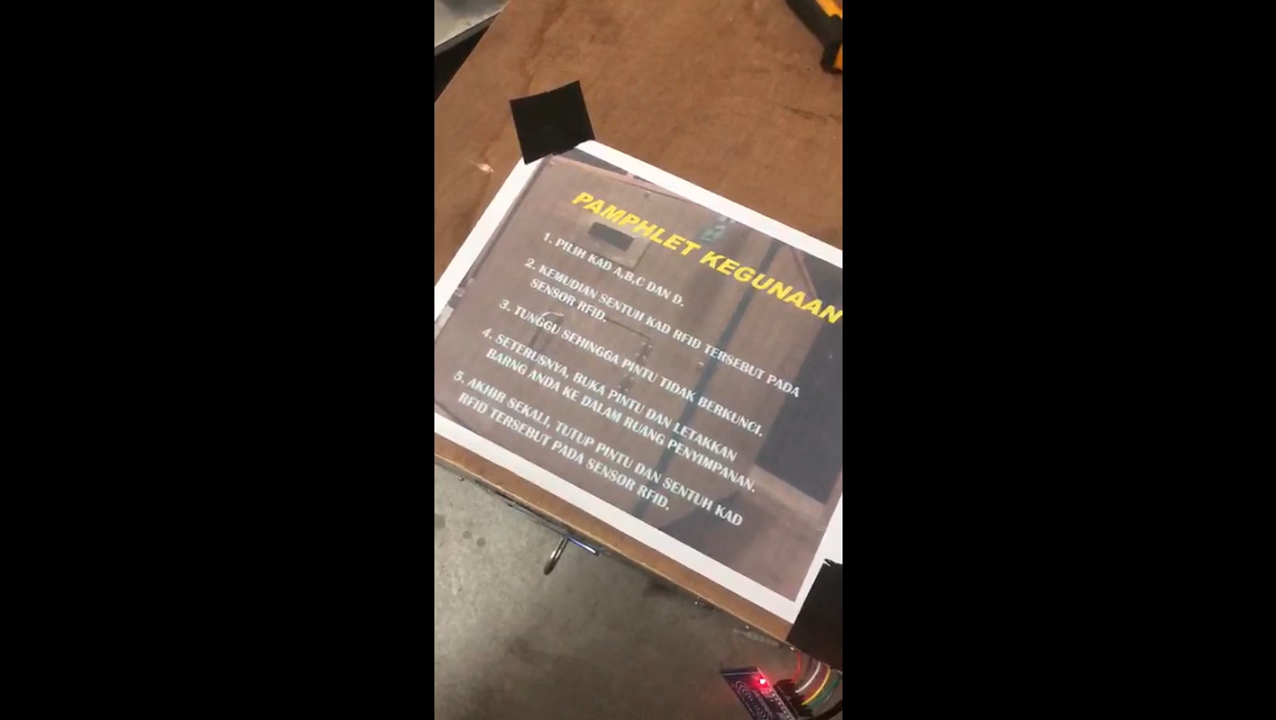 PAMPHLET KEGUNAAN
1. PILIH KAD A,B,C DAN D.
2. KEMUDIAN SENTUH KAD RFID TERSEBUT PADA
SENSOR RFID.
3. TUNGGU SEHINGGA PINTU TIDAK BERKUNCI.
4. SETERUSNYA, BUKA PINTU DAN LETAKKAN
BARNG ANDA KE DALAM RUANG PENYIMPANAN.
5. AKHIR SEKALI, TUTUP PINTU DAN SENTUH KAD
RFID TERSEBUT PADA SENSOR RFID.